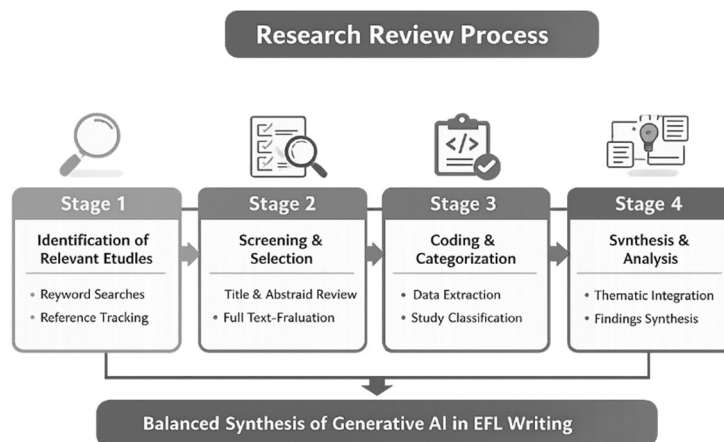 Research Review Process
Stage 1
Identification of
Relevant Etudles
• Reyword Searches
• Reference Tracking
Stage 2
Screening &
Selection
Title & Abstraid Review
• Full Text-Fraluation
</>
Stage 3
Coding &
Categorization
• Data Extraction
• Study Classification
Stage 4
Svnthesis &
Analysis
• Thematic Integration
• Findings Synthesis
Balanced Synthesis of Generative Al in EFL Writing